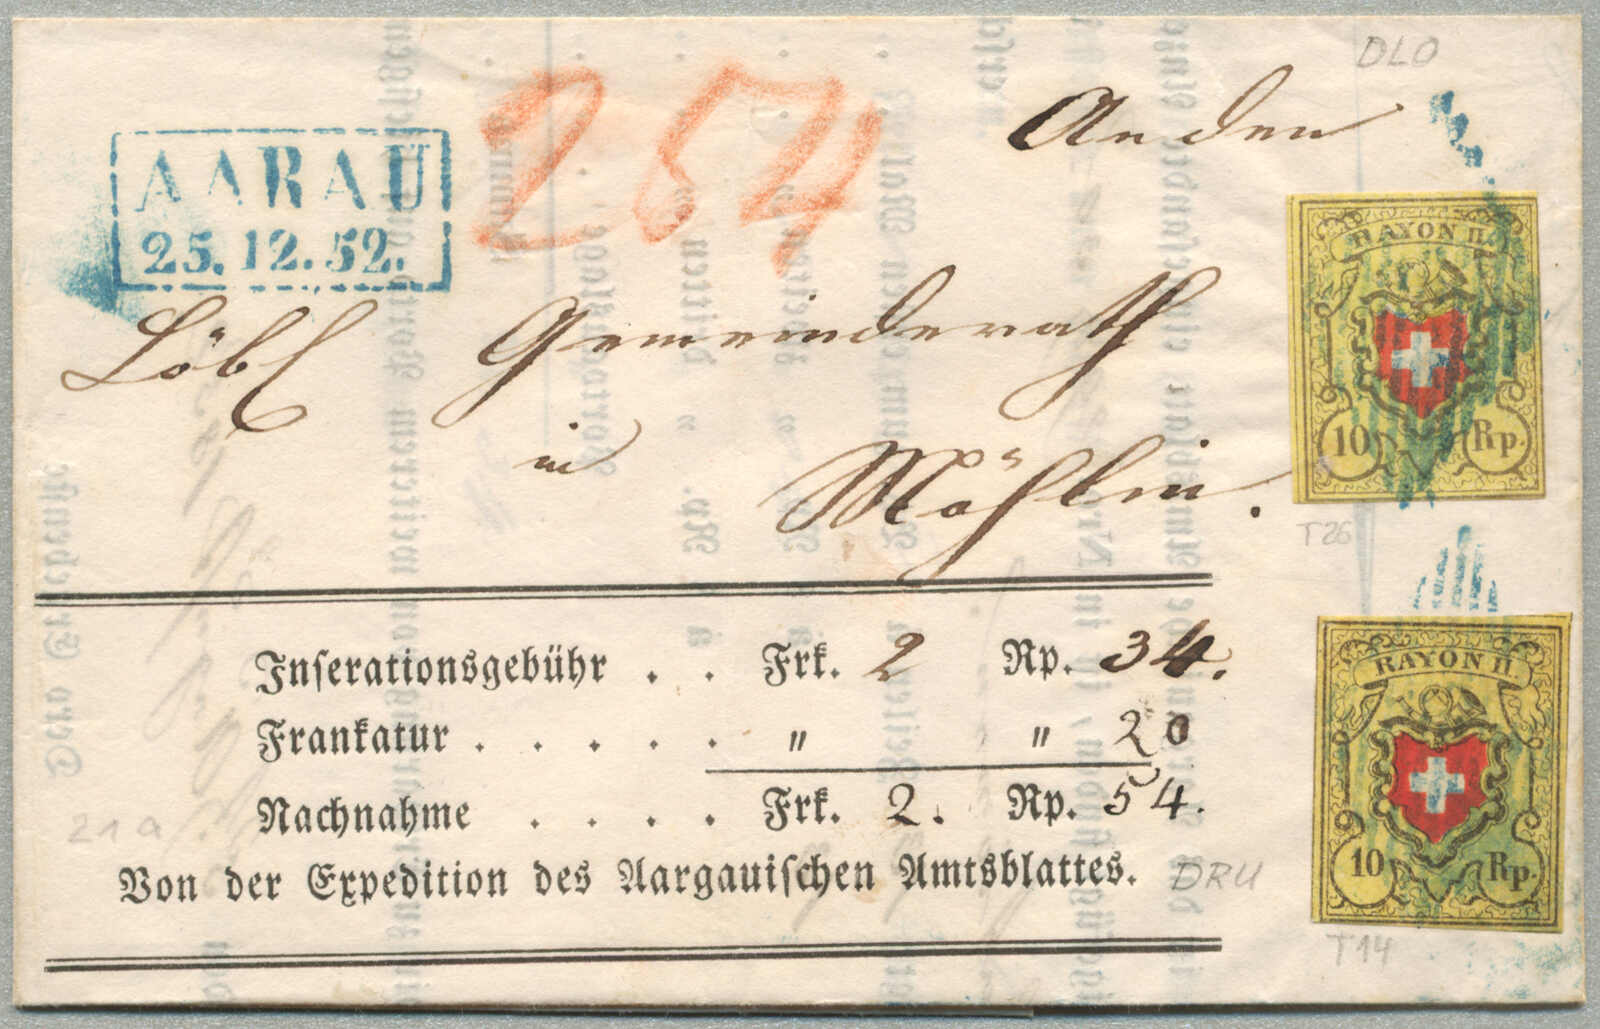 DLO
254
An den
AARAU
25.12.52.
Löbl Gemeinderath
in
Möhlin.
RAYON II.
10 Rp.
T26
Inserationsgebühr . . Frk. 2 Rp. 34.
Frankatur . . . . . " " 20
Nachnahme . . . . Frk. 2. Rp. 54.
Von der Expedition des Aargauischen Amtsblattes.
21a
DRU
RAYON II.
10 Rp.
T14